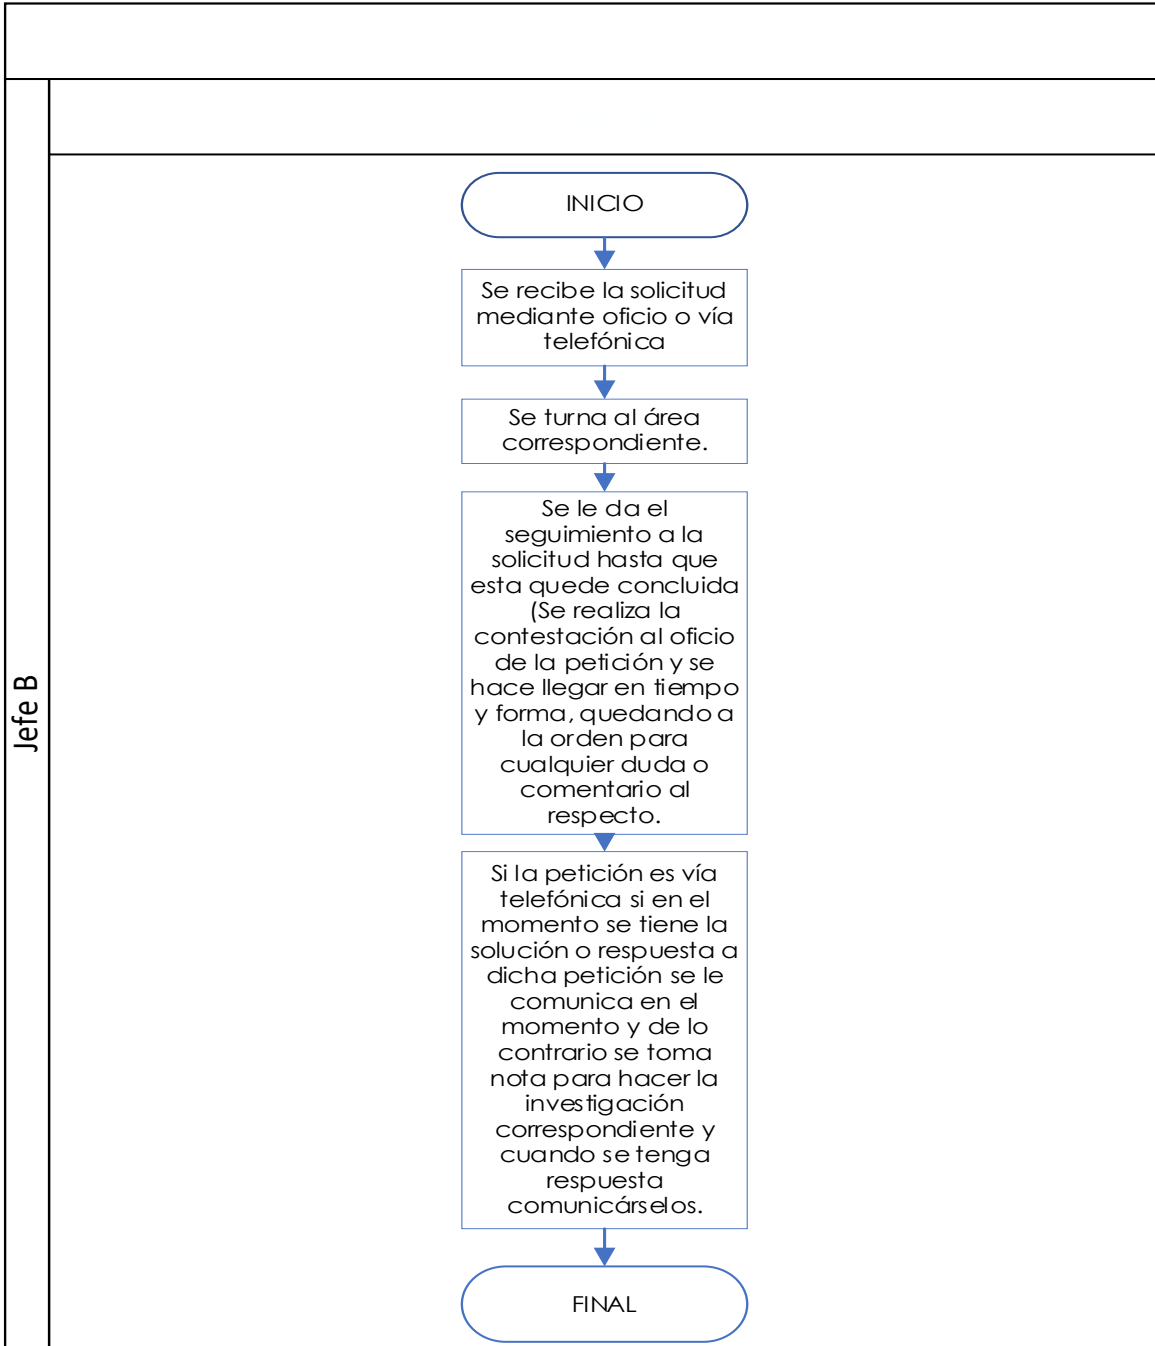 INICIO
Se recibe la solicitud
mediante oficio o vía
telefónica
Se turna al área
correspondiente.
Se le da el
seguimiento a la
solicitud hasta que
esta quede concluida
(Se realiza la
contestación al oficio
de la petición y se
hace llegar en tiempo
y forma, quedando a
la orden para
cualquier duda o
comentario al
respecto.
Jefe B
Si la petición es vía
telefónica si en el
momento se tiene la
solución o respuesta a
dicha petición se le
comunica en el
momento y de lo
contrario se toma
nota para hacer la
investigación
correspondiente y
cuando se tenga
respuesta
comunicárselos.
FINAL